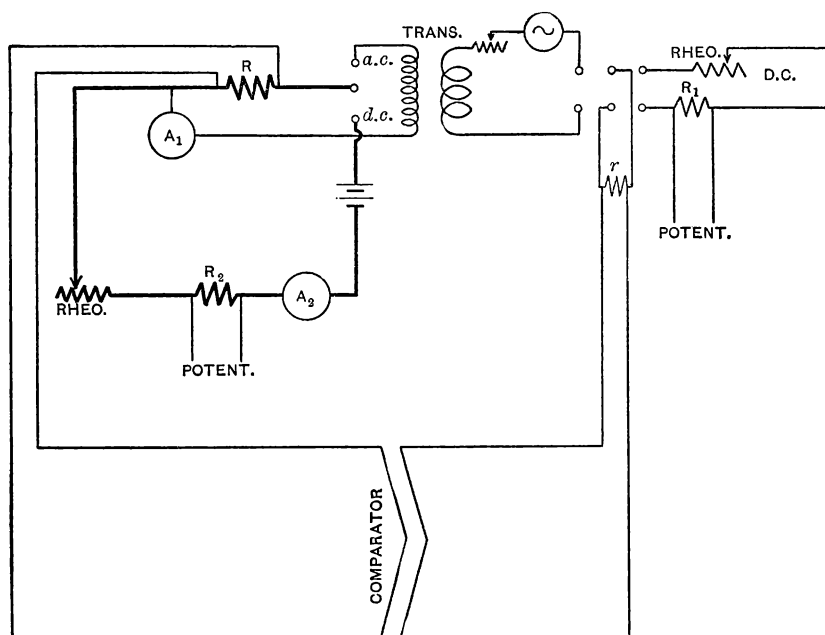 TRANS.
R
a.c.
RHEO.
D.C.
R₁
d.c.
A₁
r
POTENT.
R₂
A₂
RHEO.
POTENT.
COMPARATOR